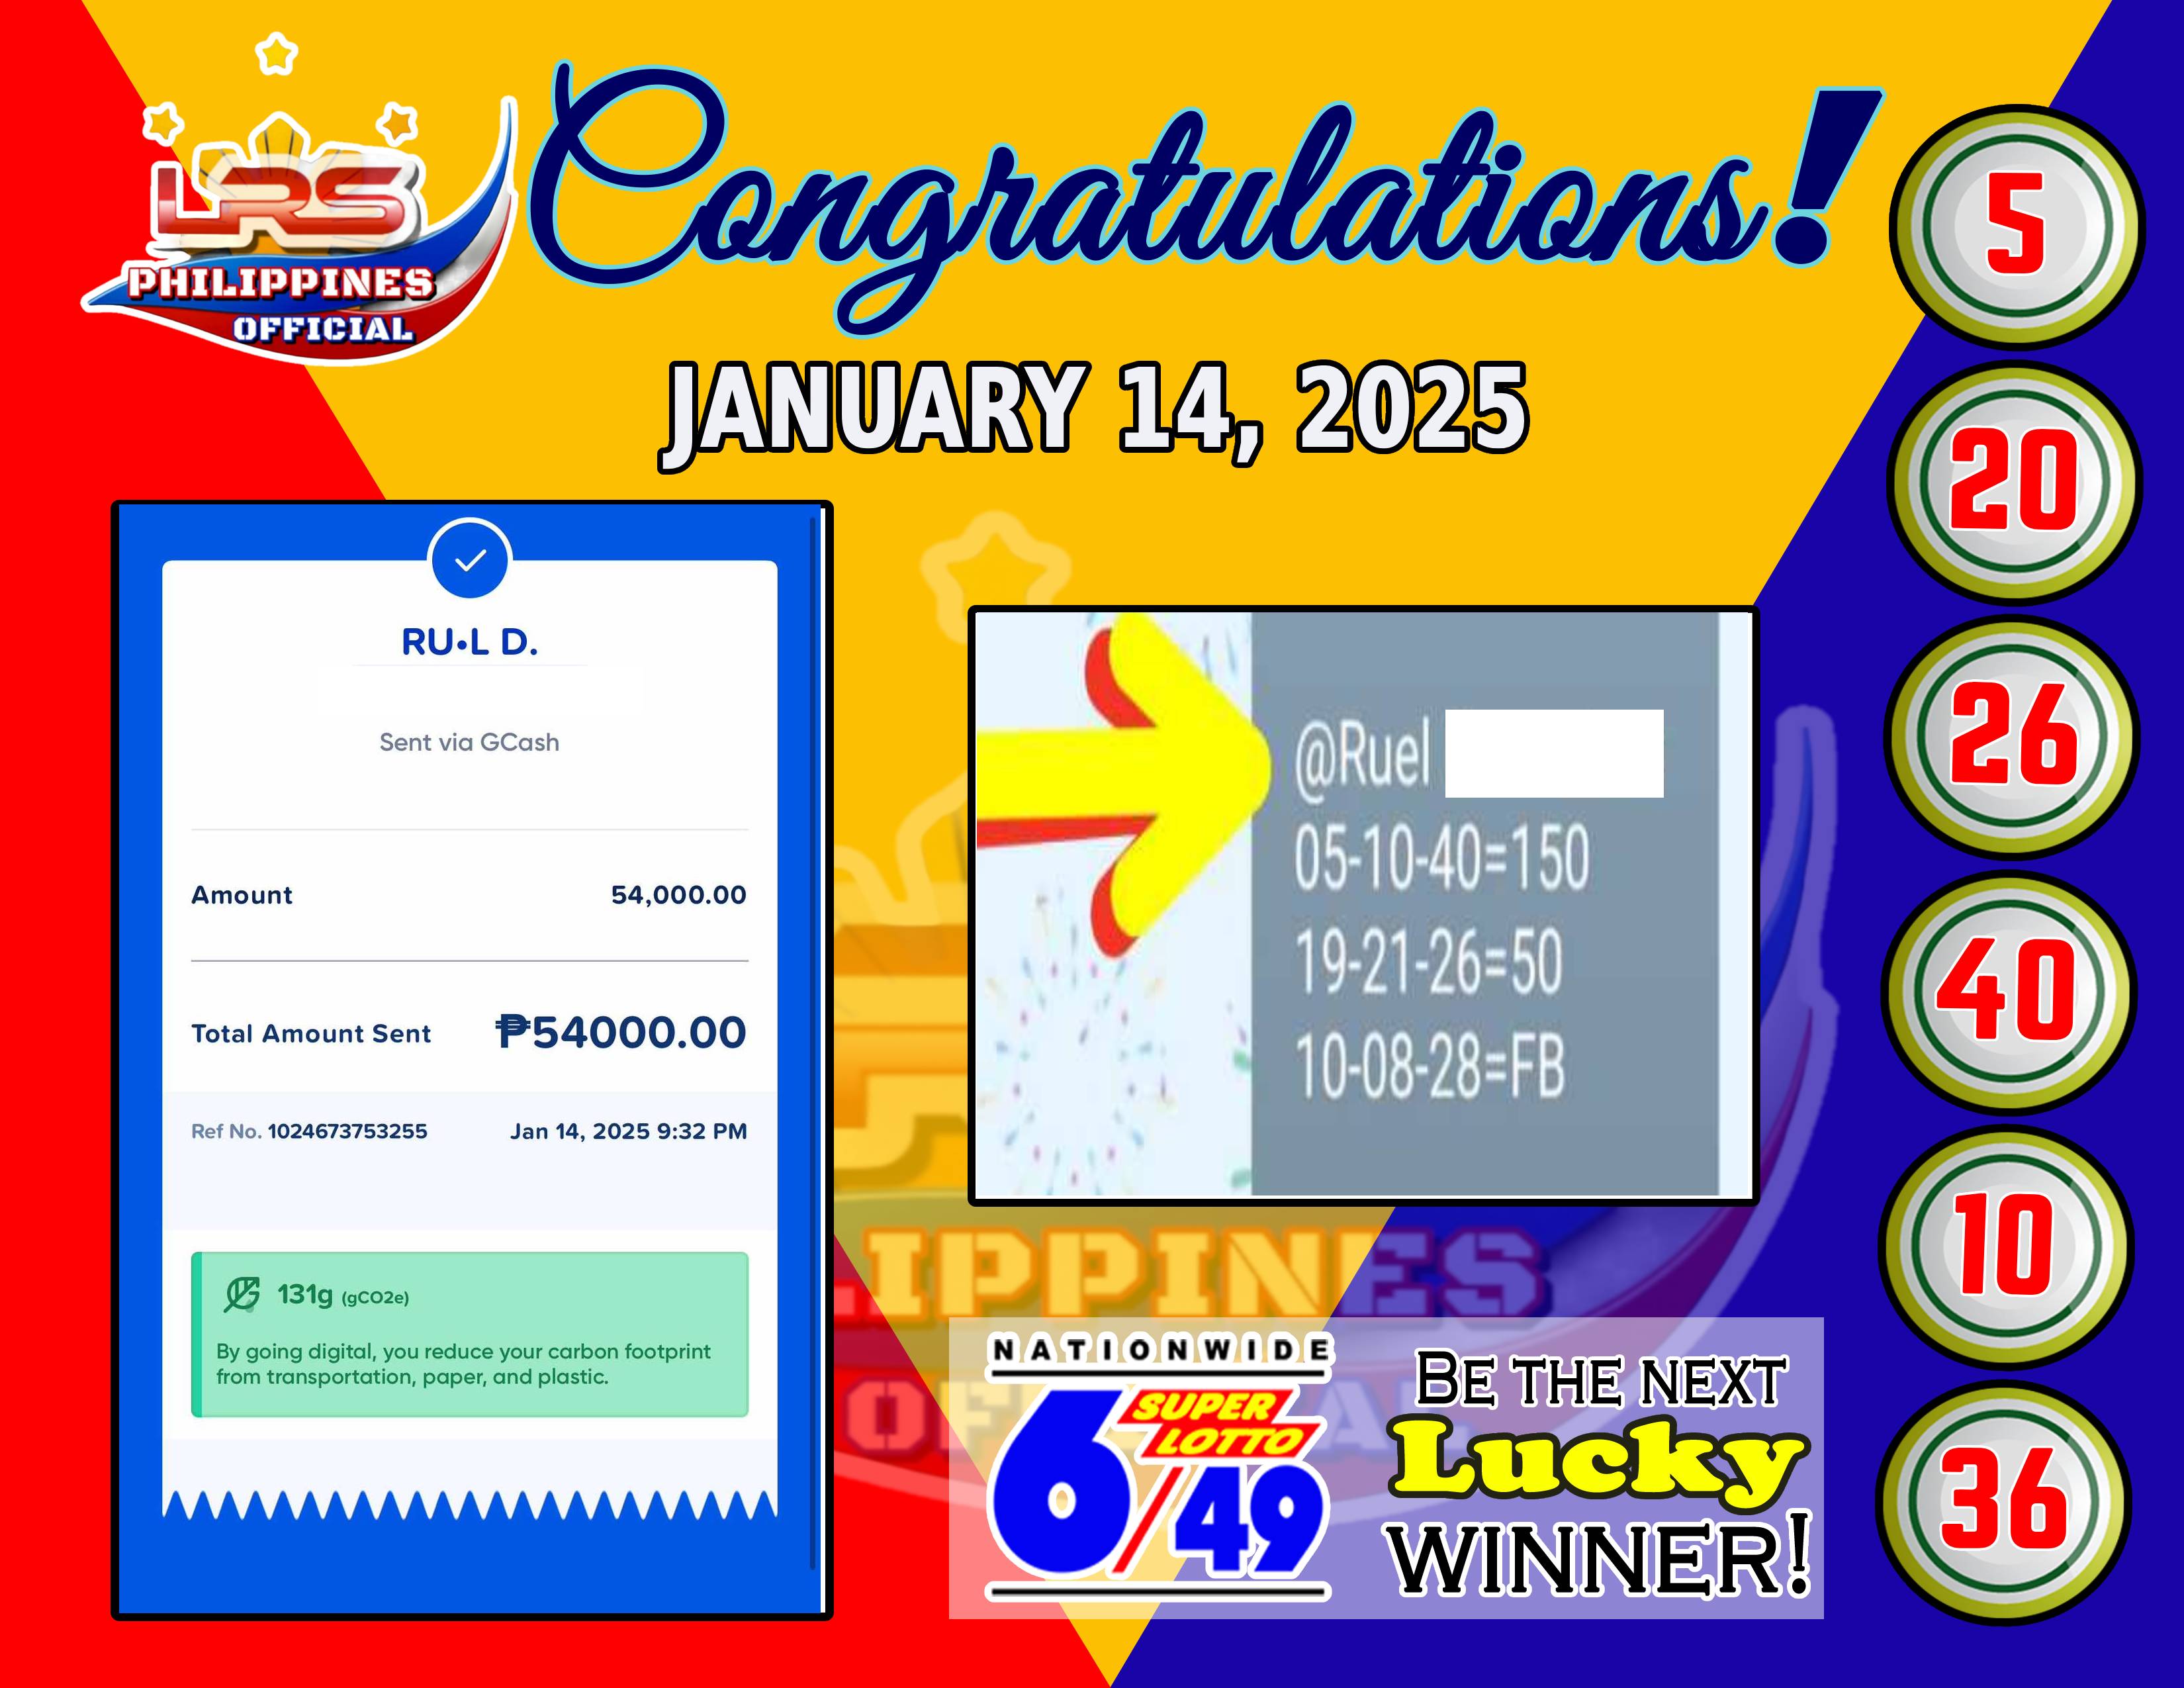 LRS
PHILIPPINES
OFFICIAL
Congratulations!
JANUARY 14, 2025
RU•L D.
Sent via GCash
Amount 54,000.00
Total Amount Sent ₱54000.00
Ref No. 1024673753255 Jan 14, 2025 9:32 PM
131g (gCO2e)
By going digital, you reduce your carbon footprint
from transportation, paper, and plastic.
@Ruel
05-10-40=150
19-21-26=50
10-08-28=FB
IPPINES
NATIONWIDE
SUPER
LOTTO
6/49
BE THE NEXT
Lucky
WINNER!
5
20
26
40
10
36